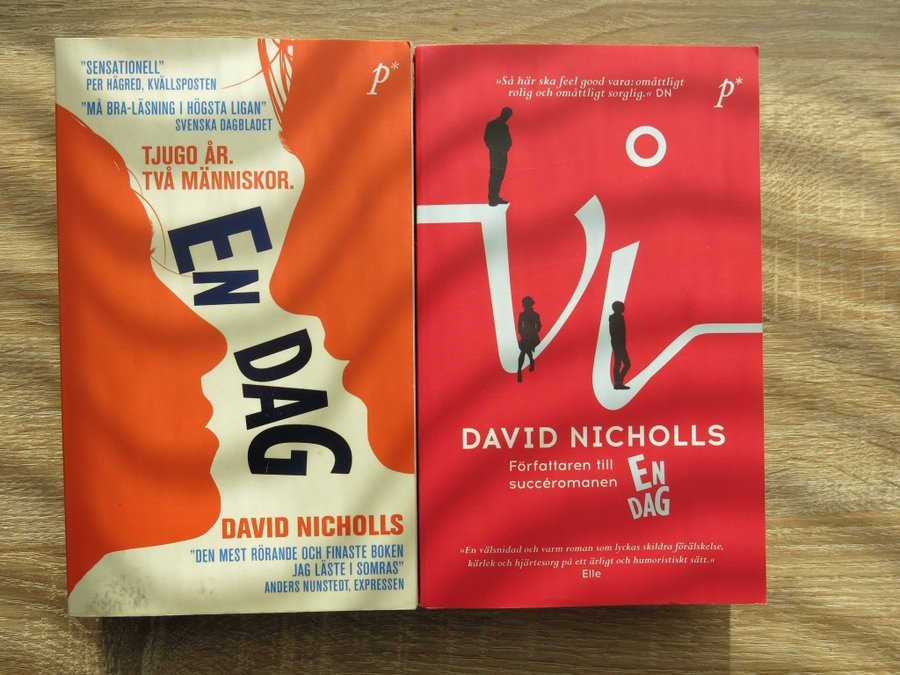 "SENSATIONELL"
PER HÄGRED, KVÄLLSPOSTEN
"MÅ BRA-LÄSNING I HÖGSTA LIGAN"
SVENSKA DAGBLADET
p*
TJUGO ÅR.
TVÅ MÄNNISKOR.
EN
DAG
DAVID NICHOLLS
"DEN MEST RÖRANDE OCH FINASTE BOKEN
JAG LÄSTE I SOMRAS"
ANDERS NUNSTEDT, EXPRESSEN
»Så här ska feel good vara: omåttligt
rolig och omåttligt sorglig.« DN
p*
Vi
DAVID NICHOLLS
Författaren till
succéromanen
EN
DAG
»En välsnidad och varm roman som lyckas skildra förälskelse,
kärlek och hjärtesorg på ett ärligt och humoristiskt sätt.«
Elle